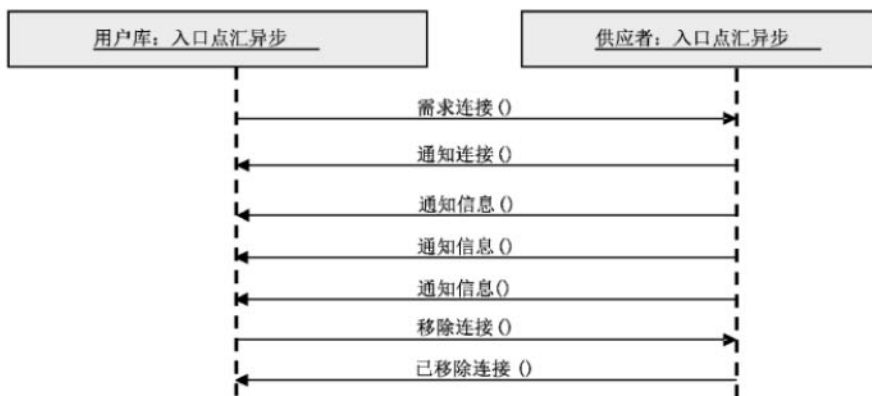 用户库：入口点汇异步
供应者：入口点汇异步
需求连接()
通知连接()
通知信息()
通知信息()
通知信息()
移除连接()
已移除连接()